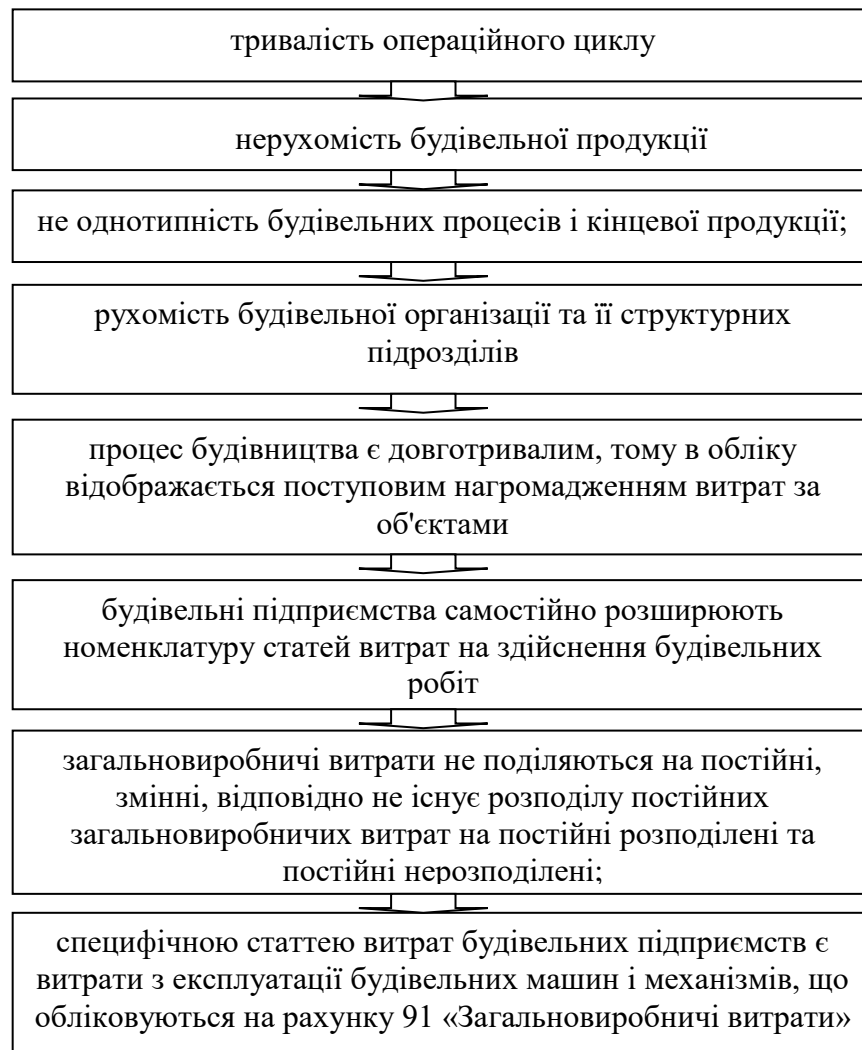 тривалість операційного циклу
нерухомість будівельної продукції
не однотипність будівельних процесів і кінцевої продукції;
рухомість будівельної організації та її структурних
підрозділів
процес будівництва є довготривалим, тому в обліку
відображається поступовим нагромадженням витрат за
об'єктами
будівельні підприємства самостійно розширюють
номенклатуру статей витрат на здійснення будівельних
робіт
загальновиробничі витрати не поділяються на постійні,
змінні, відповідно не існує розподілу постійних
загальновиробничих витрат на постійні розподілені та
постійні нерозподілені;
специфічною статтею витрат будівельних підприємств є
витрати з експлуатації будівельних машин і механізмів, що
обліковуються на рахунку 91 «Загальновиробничі витрати»